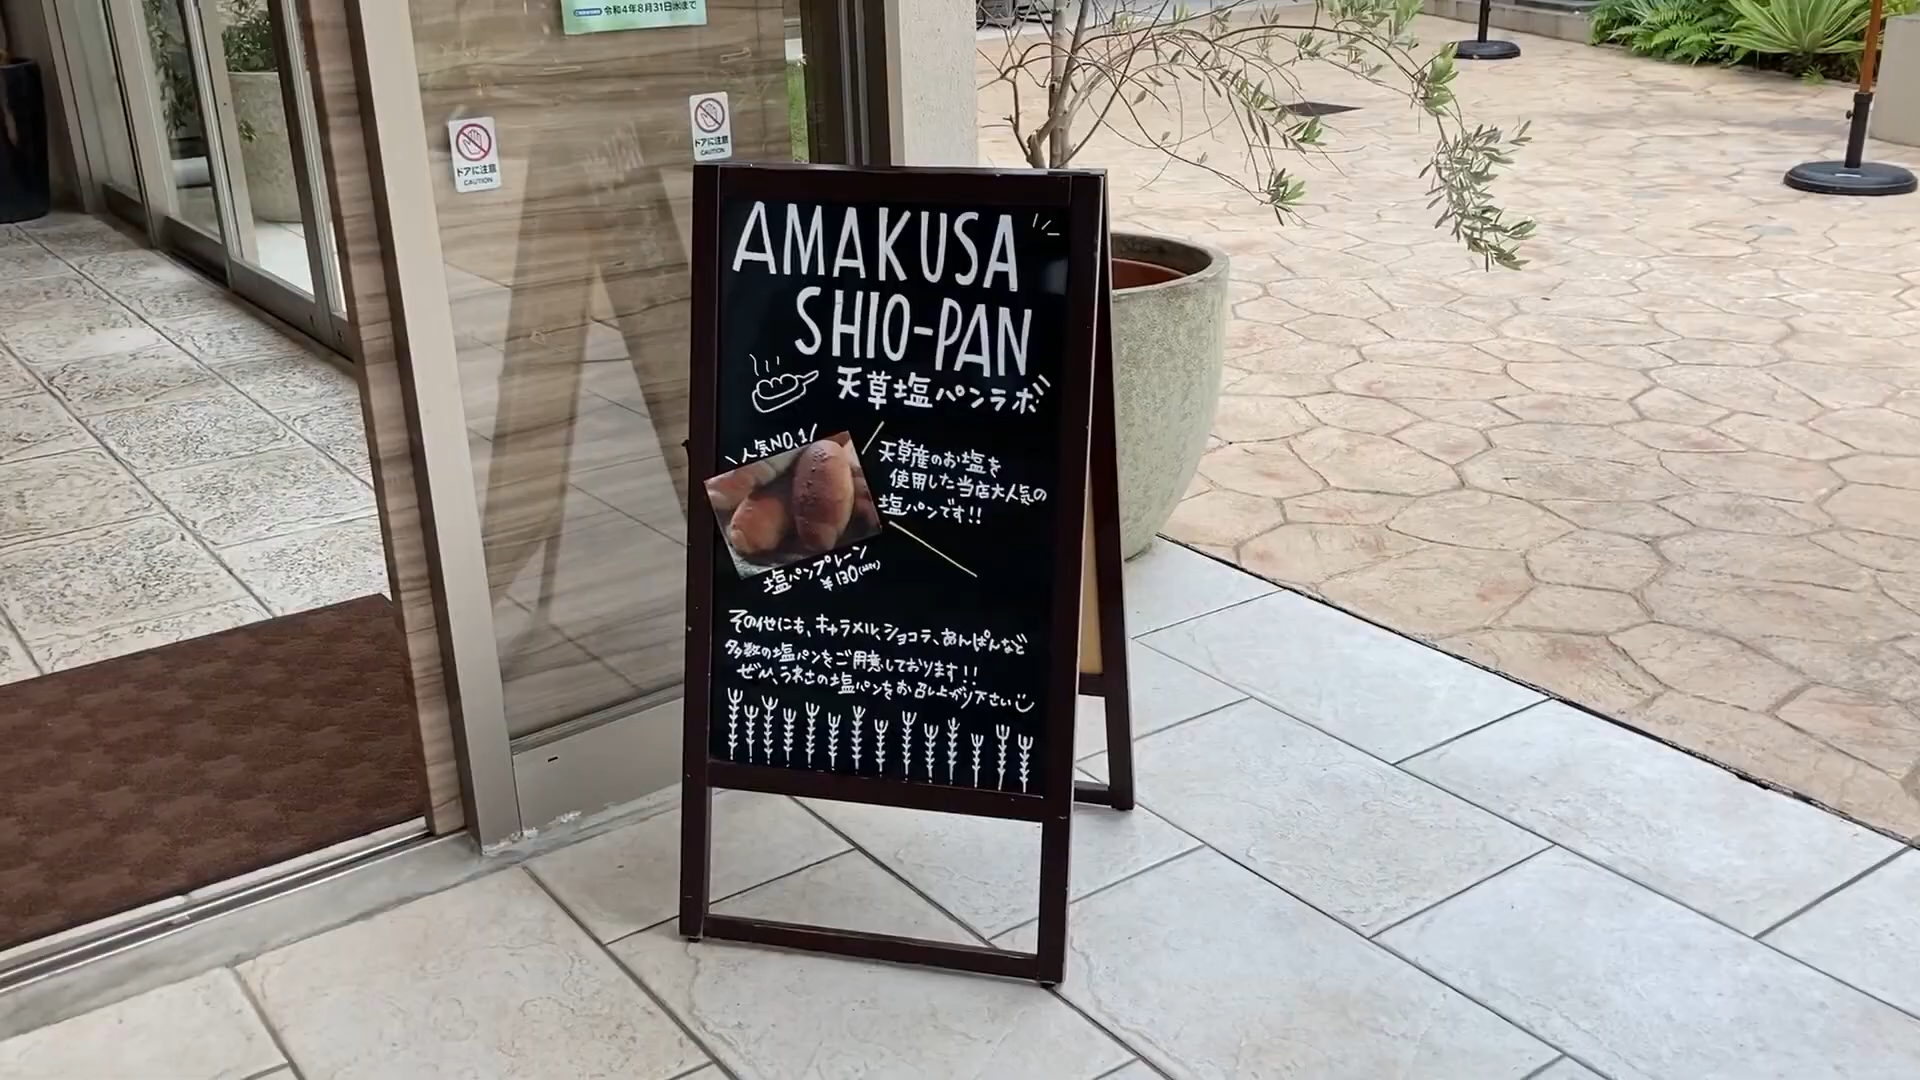 令和4年8月31日水まで
ドアに注意
CAUTION
ドアに注意
CAUTION
AMAKUSA
SHIO-PAN
天草塩パンラボ
人気NO.1
天草産のお塩を
使用した当店大人気の
塩パンです!!
塩パンプレーン
¥130
その他にも、キャラメル、ショコラ、あんぱんなど
多数の塩パンをご用意しております!!
ぜひ、うわさの塩パンをお召し上がり下さい